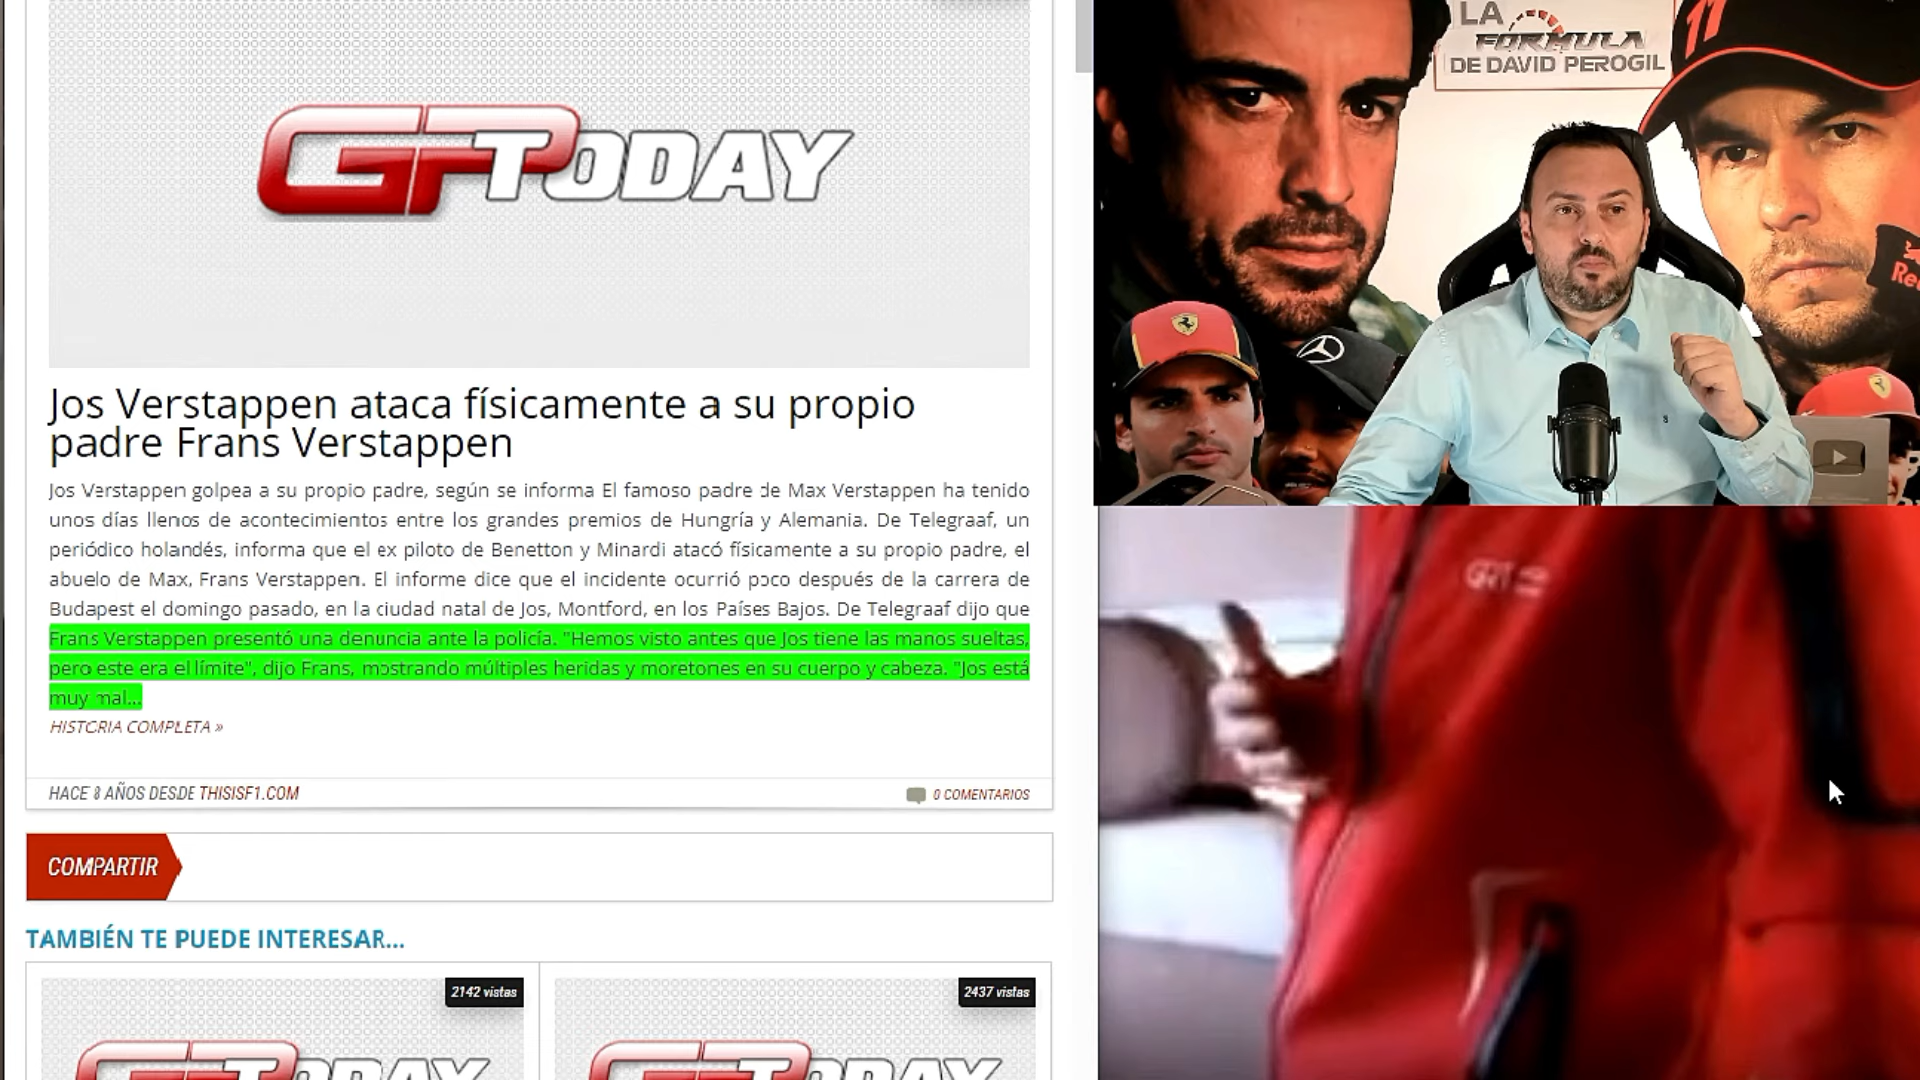 GPTODAY
Jos Verstappen ataca físicamente a su propio
padre Frans Verstappen
Jos Verstappen golpea a su propio padre, según se informa El famoso padre de Max Verstappen ha tenido
unos días llenos de acontecimientos entre los grandes premios de Hungría y Alemania. De Telegraaf, un
periódico holandés, informa que el ex piloto de Benetton y Minardi atacó físicamente a su propio padre, el
abuelo de Max, Frans Verstappen. El informe dice que el incidente ocurrió poco después de la carrera de
Budapest el domingo pasado, en la ciudad natal de Jos, Montford, en los Países Bajos. De Telegraaf dijo que
Frans Verstappen presentó una denuncia ante la policía. "Hemos visto antes que Jos tiene las manos sueltas,
pero este era el límite", dijo Frans, mostrando múltiples heridas y moretones en su cuerpo y cabeza. "Jos está
muy mal...
HISTORIA COMPLETA »
HACE 8 AÑOS DESDE THISISF1.COM
0 COMENTARIOS
COMPARTIR
TAMBIÉN TE PUEDE INTERESAR...
2142 vistas
2437 vistas
GPTODAY
GPTODAY
LA
FORMULA
DE DAVID PEROGIL
11
Re